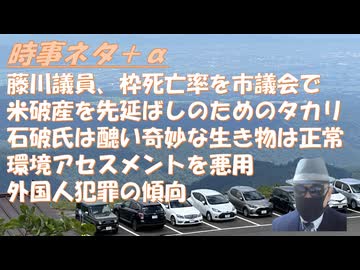 時事ネタ+α
藤川議員、枠死亡率を市議会で
米破産を先延ばしのためのタカリ
石破氏は醜い奇妙な生き物は正常
環境アセスメントを悪用
外国人犯罪の傾向